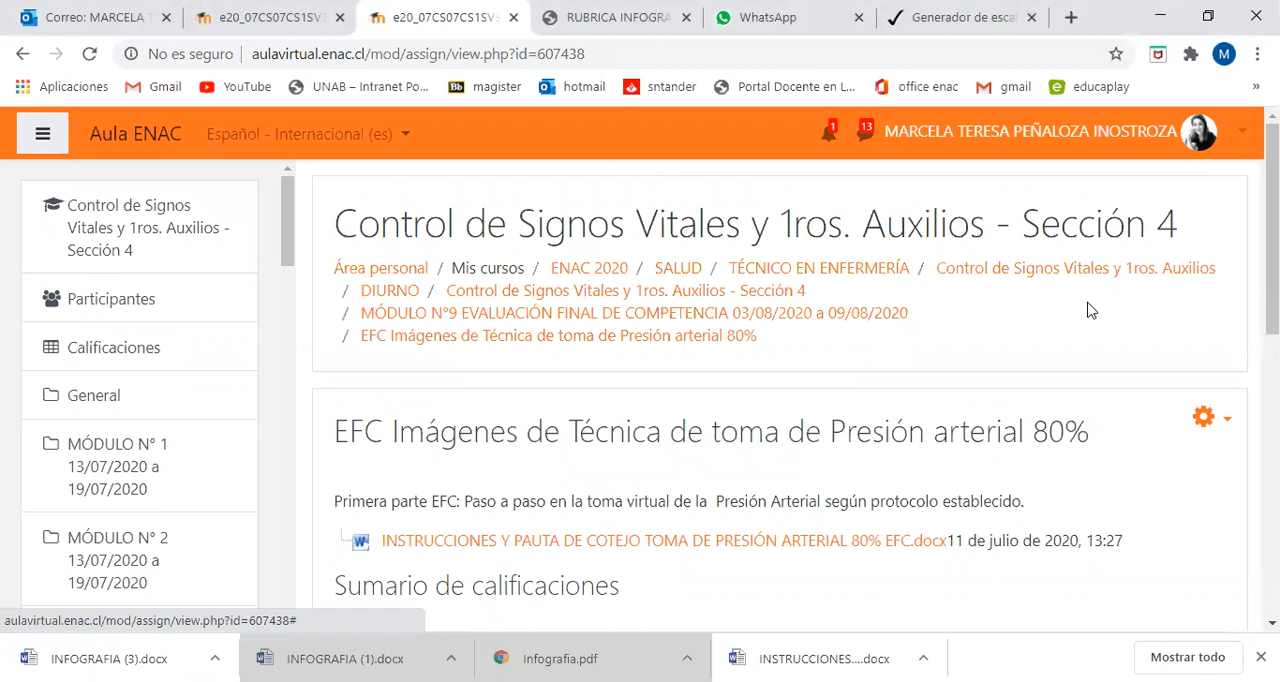 Correo: MARCELA T
e20_07CS07CS1SV3
e20_07CS07CS1SV3
RUBRICA INFOGRA
WhatsApp
Generador de escal
No es seguro
aulavirtual.enac.cl/mod/assign/view.php?id=607438
M
Aplicaciones
Gmail
YouTube
UNAB – Intranet Po...
Bb magister
hotmail
sntander
Portal Docente en L...
office enac
gmail
educaplay
»
Aula ENAC
Español - Internacional (es)
1
13
MARCELA TERESA PEÑALOZA INOSTROZA
Control de Signos
Vitales y 1ros. Auxilios -
Sección 4
Participantes
Calificaciones
General
MÓDULO N° 1
13/07/2020 a
19/07/2020
MÓDULO N° 2
13/07/2020 a
19/07/2020
Control de Signos Vitales y 1ros. Auxilios - Sección 4
Área personal / Mis cursos / ENAC 2020 / SALUD / TÉCNICO EN ENFERMERÍA / Control de Signos Vitales y 1ros. Auxilios
/ DIURNO / Control de Signos Vitales y 1ros. Auxilios - Sección 4
/ MÓDULO N°9 EVALUACIÓN FINAL DE COMPETENCIA 03/08/2020 a 09/08/2020
/ EFC Imágenes de Técnica de toma de Presión arterial 80%
EFC Imágenes de Técnica de toma de Presión arterial 80%
Primera parte EFC: Paso a paso en la toma virtual de la Presión Arterial según protocolo establecido.
INSTRUCCIONES Y PAUTA DE COTEJO TOMA DE PRESIÓN ARTERIAL 80% EFC.docx11 de julio de 2020, 13:27
Sumario de calificaciones
aulavirtual.enac.cl/mod/assign/view.php?id=607438#
INFOGRAFIA (3).docx
INFOGRAFIA (1).docx
Infografia.pdf
INSTRUCCIONES....docx
Mostrar todo